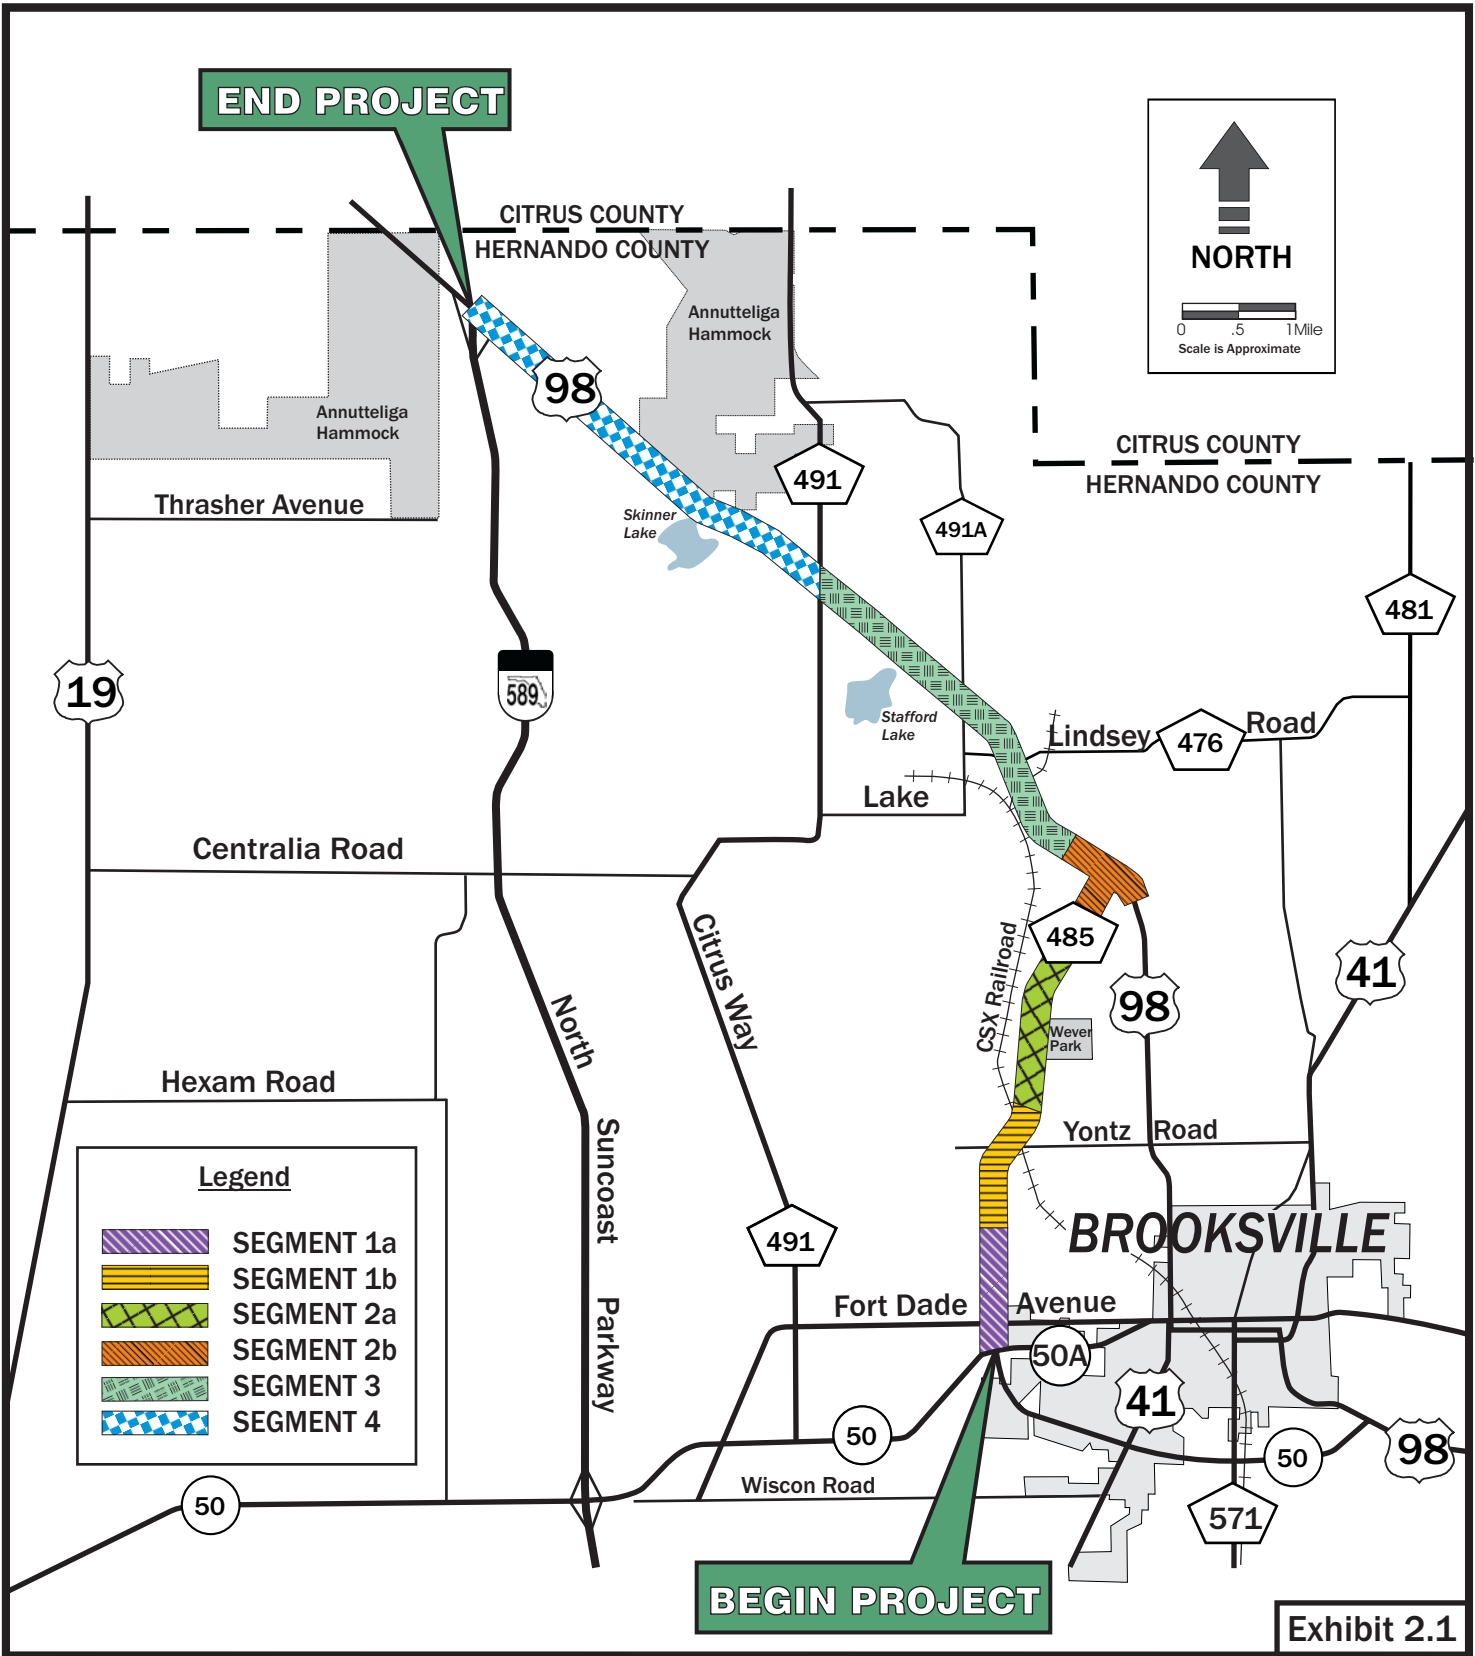 END PROJECT
CITRUS COUNTY
HERNANDO COUNTY
NORTH
0 .5 1Mile
Scale is Approximate
Annutteliga
Hammock
98
Annutteliga
Hammock
CITRUS COUNTY
HERNANDO COUNTY
491
Thrasher Avenue
Skinner
Lake
491A
481
19
589
Stafford
Lake
Lindsey
476
Road
Lake
Centralia Road
485
CSX Railroad
Citrus Way
41
98
North
Wever
Park
Hexam Road
Yontz Road
Suncoast
Legend
SEGMENT 1a
SEGMENT 1b
SEGMENT 2a
SEGMENT 2b
SEGMENT 3
SEGMENT 4
491
BROOKSVILLE
Fort Dade Avenue
Parkway
50A
41
50
50
98
Wiscon Road
50
571
BEGIN PROJECT
Exhibit 2.1